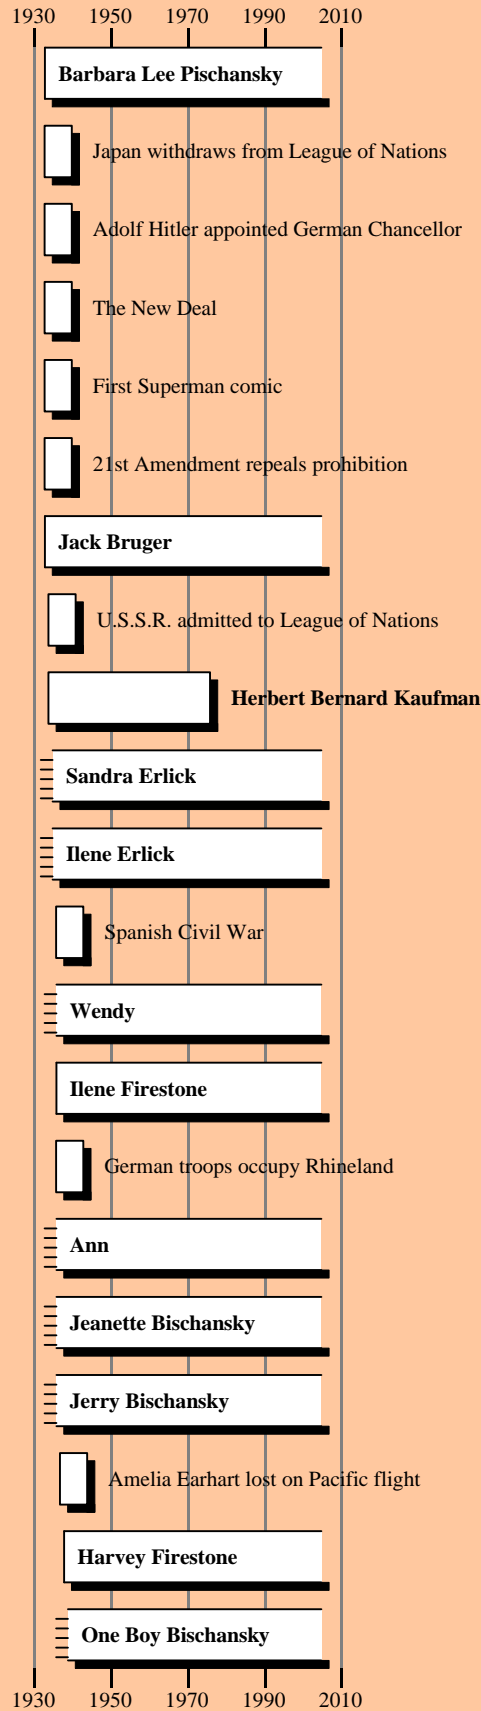 1930 1950 1970 1990 2010
Barbara Lee Pischansky
Japan withdraws from League of Nations
Adolf Hitler appointed German Chancellor
The New Deal
First Superman comic
21st Amendment repeals prohibition
Jack Bruger
U.S.S.R. admitted to League of Nations
Herbert Bernard Kaufman
Sandra Erlick
Ilene Erlick
Spanish Civil War
Wendy
Ilene Firestone
German troops occupy Rhineland
Ann
Jeanette Bischansky
Jerry Bischansky
Amelia Earhart lost on Pacific flight
Harvey Firestone
One Boy Bischansky
1930 1950 1970 1990 2010